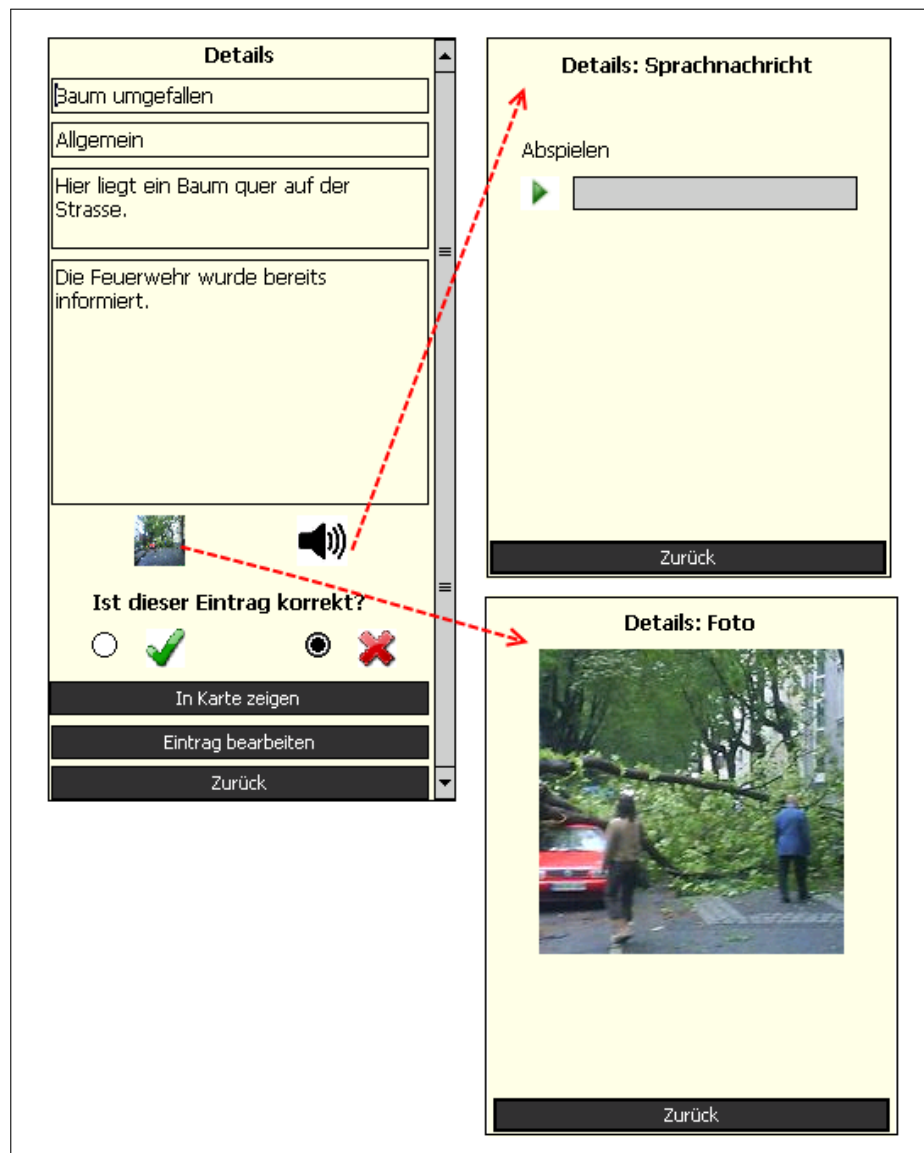 Details
Baum umgefallen
Allgemein
Hier liegt ein Baum quer auf der
Strasse.
Die Feuerwehr wurde bereits
informiert.
Ist dieser Eintrag korrekt?
In Karte zeigen
Eintrag bearbeiten
Zurück
Details: Sprachnachricht
Abspielen
Zurück
Details: Foto
Zurück